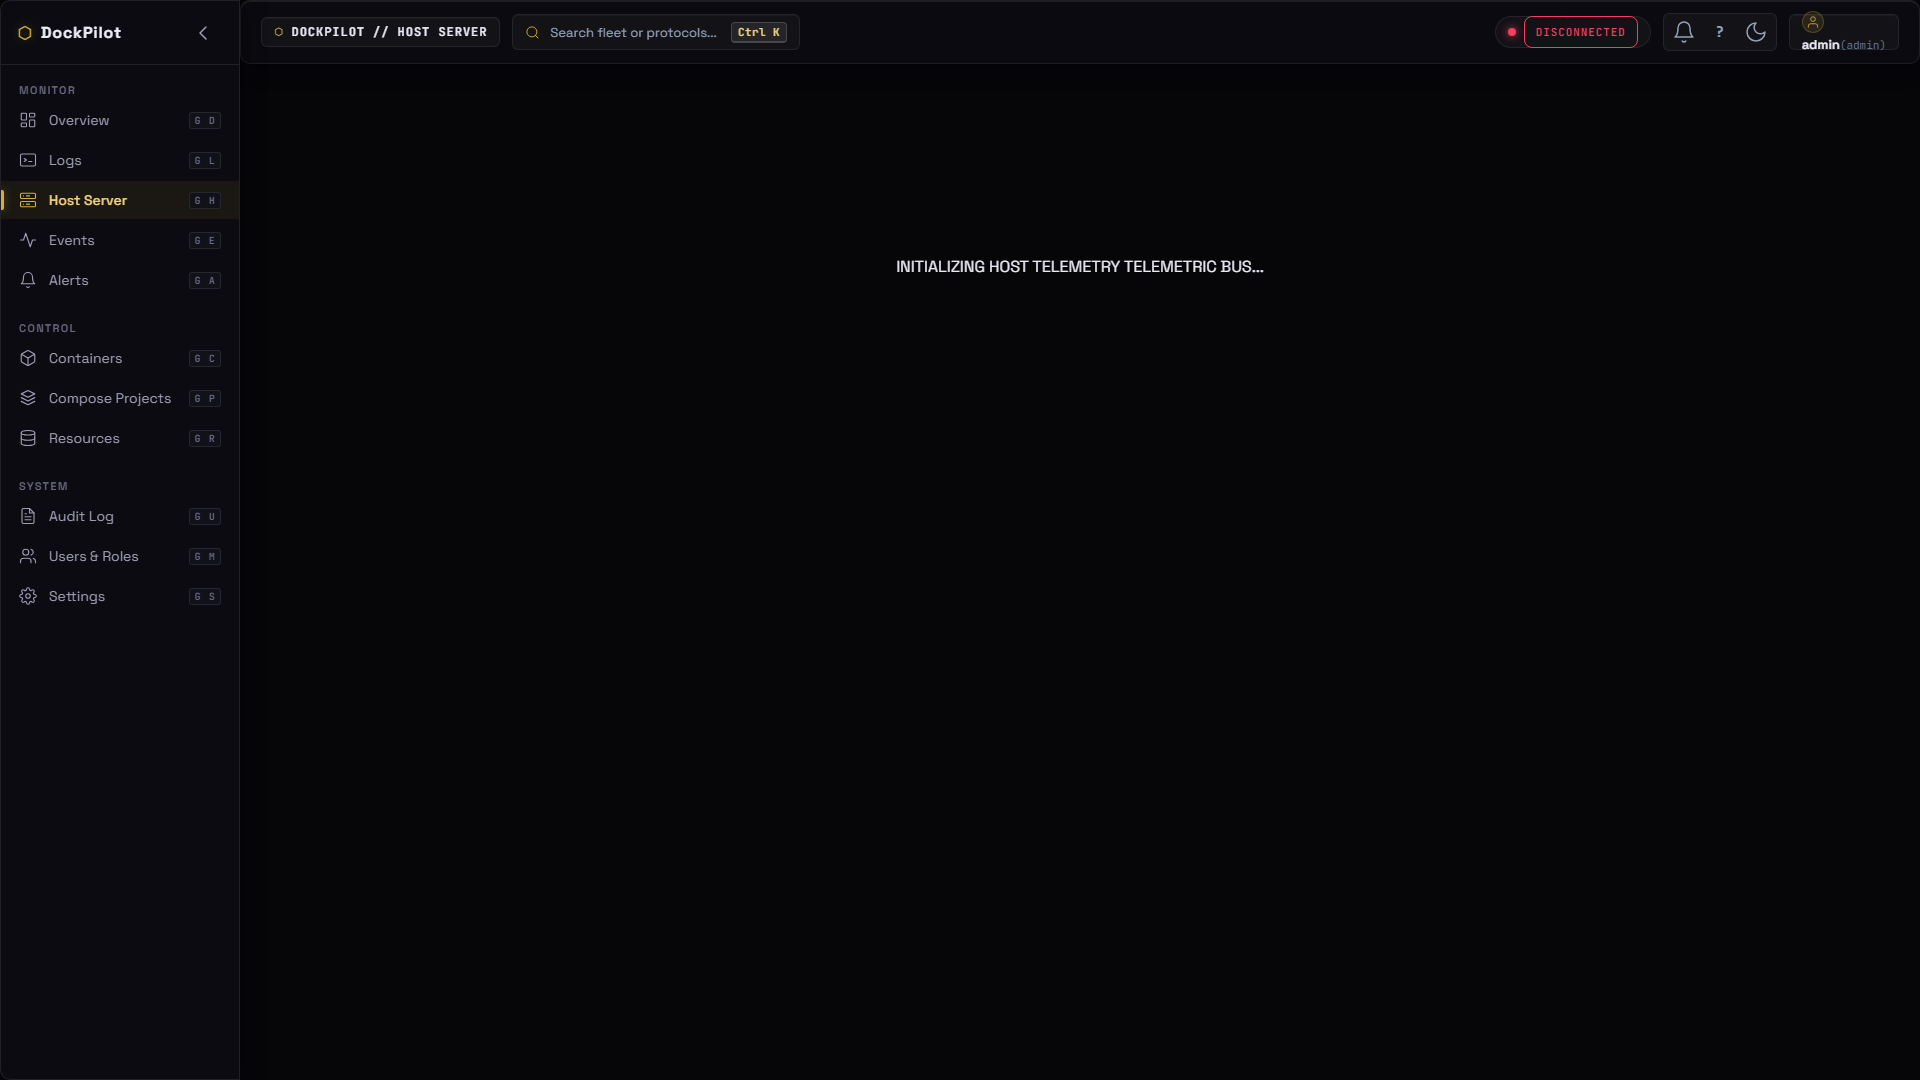 DockPilot
DOCKPILOT // HOST SERVER
Search fleet or protocols...
Ctrl K
DISCONNECTED
?
admin(admin)
MONITOR
Overview G D
Logs G L
Host Server G H
Events G E
Alerts G A
CONTROL
Containers G C
Compose Projects G P
Resources G R
SYSTEM
Audit Log G U
Users & Roles G M
Settings G S
INITIALIZING HOST TELEMETRY TELEMETRIC BUS...